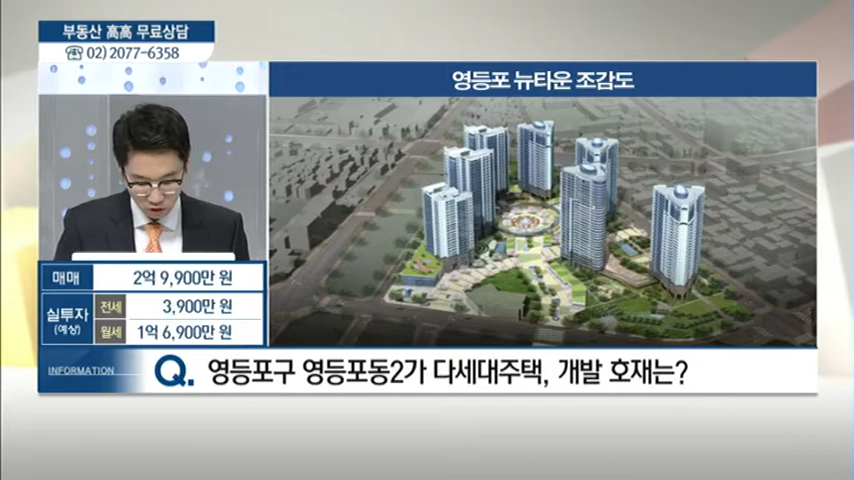 부동산 高高 무료상담
☎ 02) 2077-6358
영등포 뉴타운 조감도
매매 2억 9,900만 원
실투자 (예상)
전세 3,900만 원
월세 1억 6,900만 원
INFORMATION
Q. 영등포구 영등포동2가 다세대주택, 개발 호재는?